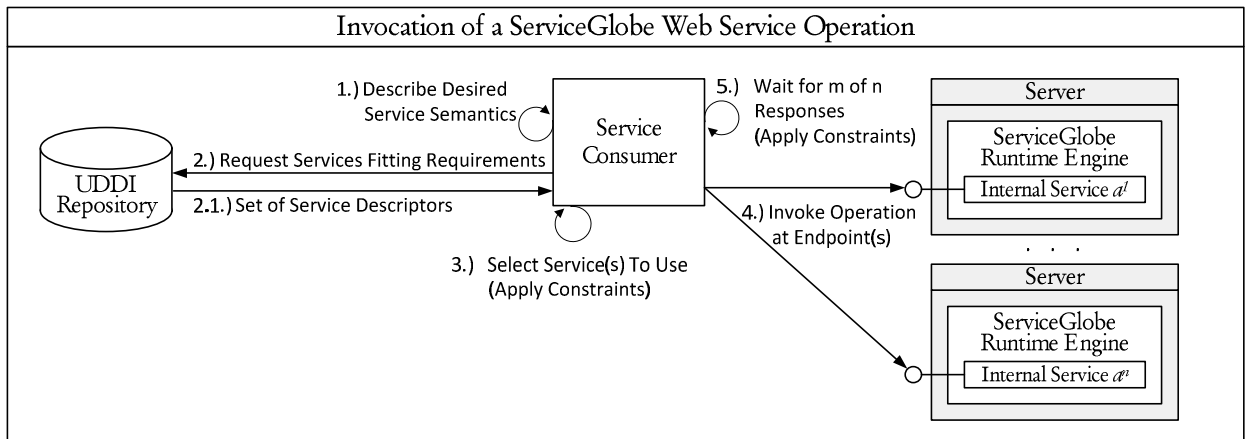 Invocation of a ServiceGlobe Web Service Operation
1.) Describe Desired
Service Semantics
Service
Consumer
5.) Wait for m of n
Responses
(Apply Constraints)
UDDI
Repository
2.) Request Services Fitting Requirements
2.1.) Set of Service Descriptors
3.) Select Service(s) To Use
(Apply Constraints)
4.) Invoke Operation
at Endpoint(s)
Server
ServiceGlobe
Runtime Engine
Internal Service a¹
. . .
Server
ServiceGlobe
Runtime Engine
Internal Service aⁿ